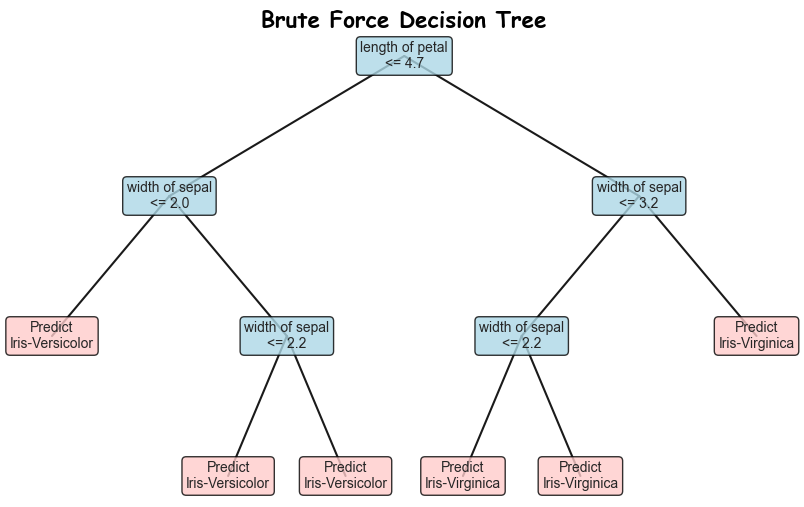 Brute Force Decision Tree
length of petal
<= 4.7
width of sepal
<= 2.0
width of sepal
<= 3.2
Predict
Iris-Versicolor
width of sepal
<= 2.2
width of sepal
<= 2.2
Predict
Iris-Virginica
Predict
Iris-Versicolor
Predict
Iris-Versicolor
Predict
Iris-Virginica
Predict
Iris-Virginica